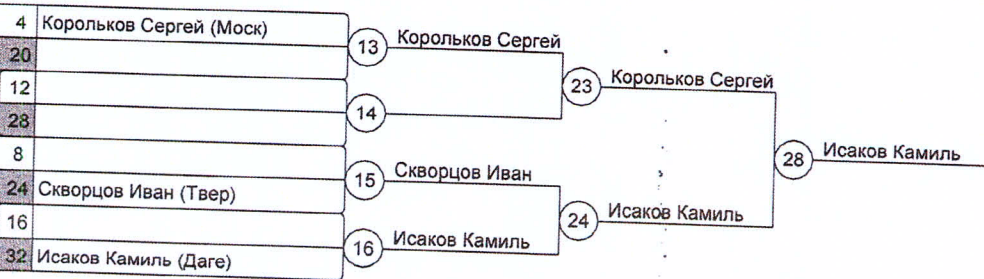 4 Корольков Сергей (Моск)
20
12
28
8
24 Скворцов Иван (Твер)
16
32 Исаков Камиль (Даге)
13 Корольков Сергей
14
15 Скворцов Иван
16 Исаков Камиль
23 Корольков Сергей
24 Исаков Камиль
28 Исаков Камиль